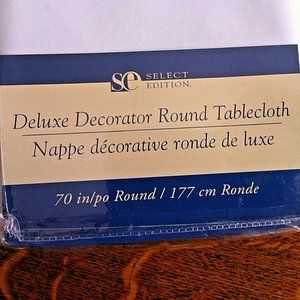 se SELECT
EDITION.
Deluxe Decorator Round Tablecloth
Nappe décorative ronde de luxe
70 in/po Round / 177 cm Ronde